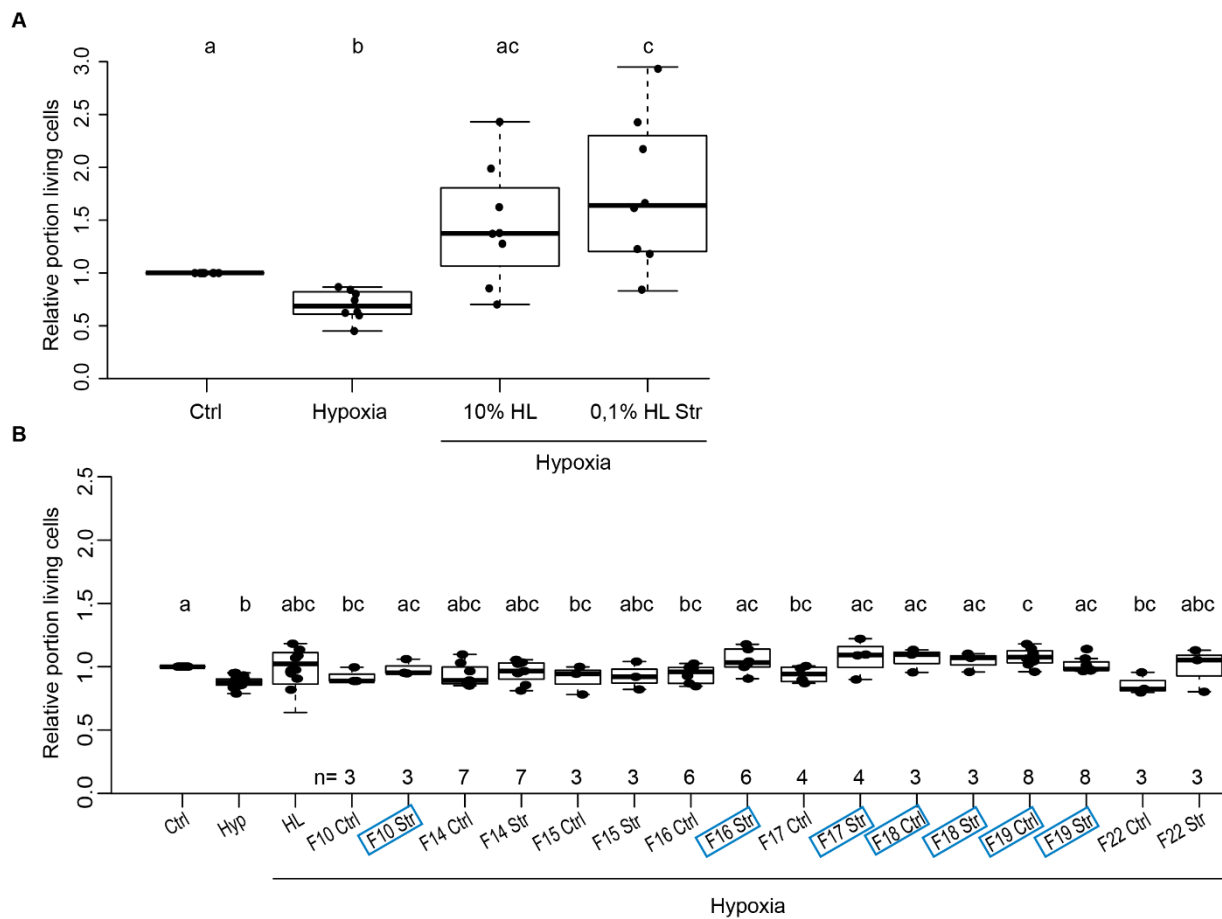 A
a b ac c
Relative portion living cells
3.0
2.5
2.0
1.5
1.0
0.5
0.0
Ctrl Hypoxia 10% HL 0,1% HL Str
Hypoxia
B
Relative portion living cells
2.5
2.0
1.5
1.0
0.5
0.0
a b abc bc ac abc abc bc abc bc ac bc ac ac ac c ac bc abc
n= 3 3 7 7 3 3 6 6 4 4 3 3 8 8 3 3
Ctrl Hyp HL F10 Ctrl F10 Str F14 Ctrl F14 Str F15 Ctrl F15 Str F16 Ctrl F16 Str F17 Ctrl F17 Str F18 Ctrl F18 Str F19 Ctrl F19 Str F22 Ctrl F22 Str
Hypoxia